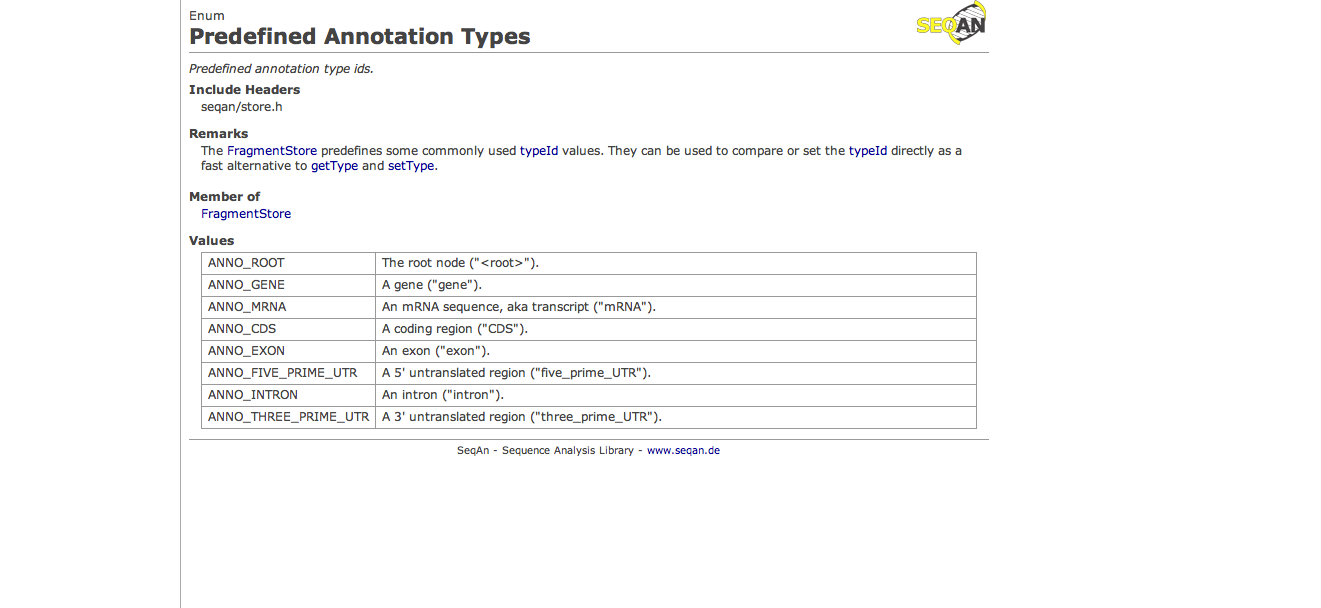 Enum
SEQAN
Predefined Annotation Types
Predefined annotation type ids.
Include Headers
seqan/store.h
Remarks
The FragmentStore predefines some commonly used typeId values. They can be used to compare or set the typeId directly as a
fast alternative to getType and setType.
Member of
FragmentStore
Values
ANNO_ROOT The root node ("<root>").
ANNO_GENE A gene ("gene").
ANNO_MRNA An mRNA sequence, aka transcript ("mRNA").
ANNO_CDS A coding region ("CDS").
ANNO_EXON An exon ("exon").
ANNO_FIVE_PRIME_UTR A 5' untranslated region ("five_prime_UTR").
ANNO_INTRON An intron ("intron").
ANNO_THREE_PRIME_UTR A 3' untranslated region ("three_prime_UTR").
SeqAn - Sequence Analysis Library - www.seqan.de